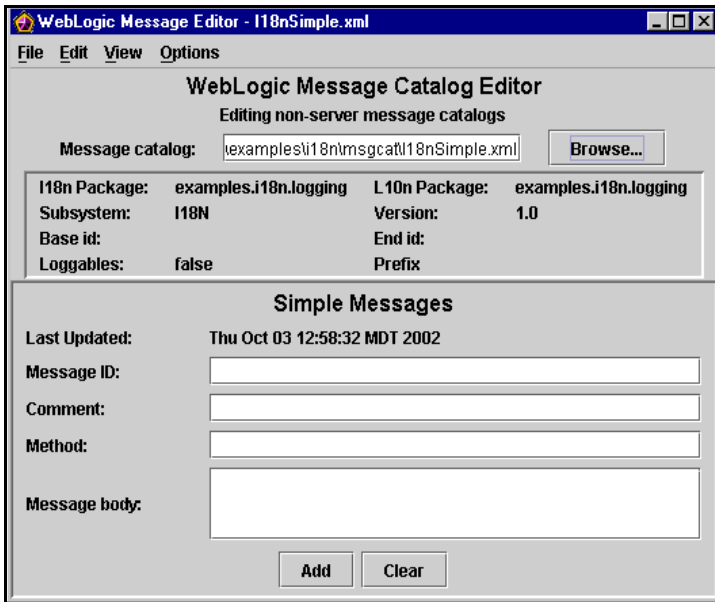 WebLogic Message Editor - I18nSimple.xml
File Edit View Options
WebLogic Message Catalog Editor
Editing non-server message catalogs
Message catalog: \examples\i18n\msgcat\I18nSimple.xml Browse...
I18n Package: examples.i18n.logging L10n Package: examples.i18n.logging
Subsystem: I18N Version: 1.0
Base id: End id:
Loggables: false Prefix
Simple Messages
Last Updated: Thu Oct 03 12:58:32 MDT 2002
Message ID:
Comment:
Method:
Message body:
Add Clear